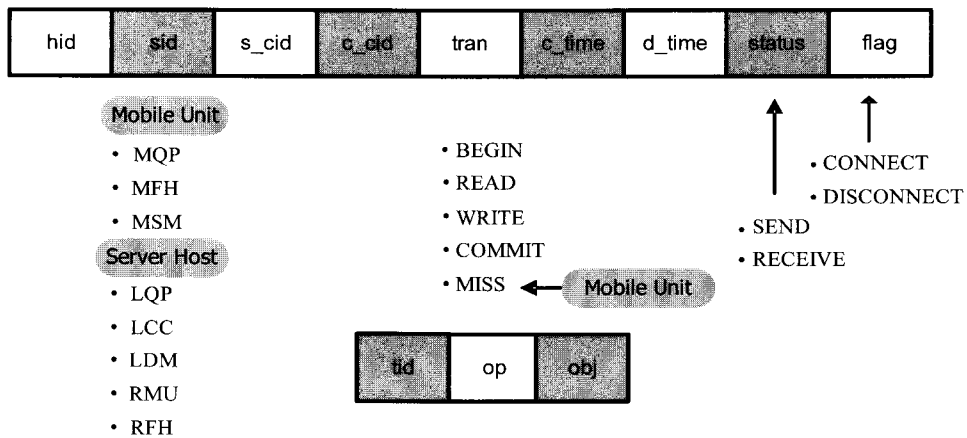 hid sid s_cid c_cid tran c_time d_time status flag
Mobile Unit
• MQP
• MFH
• MSM
Server Host
• LQP
• LCC
• LDM
• RMU
• RFH
• BEGIN
• READ
• WRITE
• COMMIT
• MISS
Mobile Unit
• CONNECT
• DISCONNECT
• SEND
• RECEIVE
tid op obj